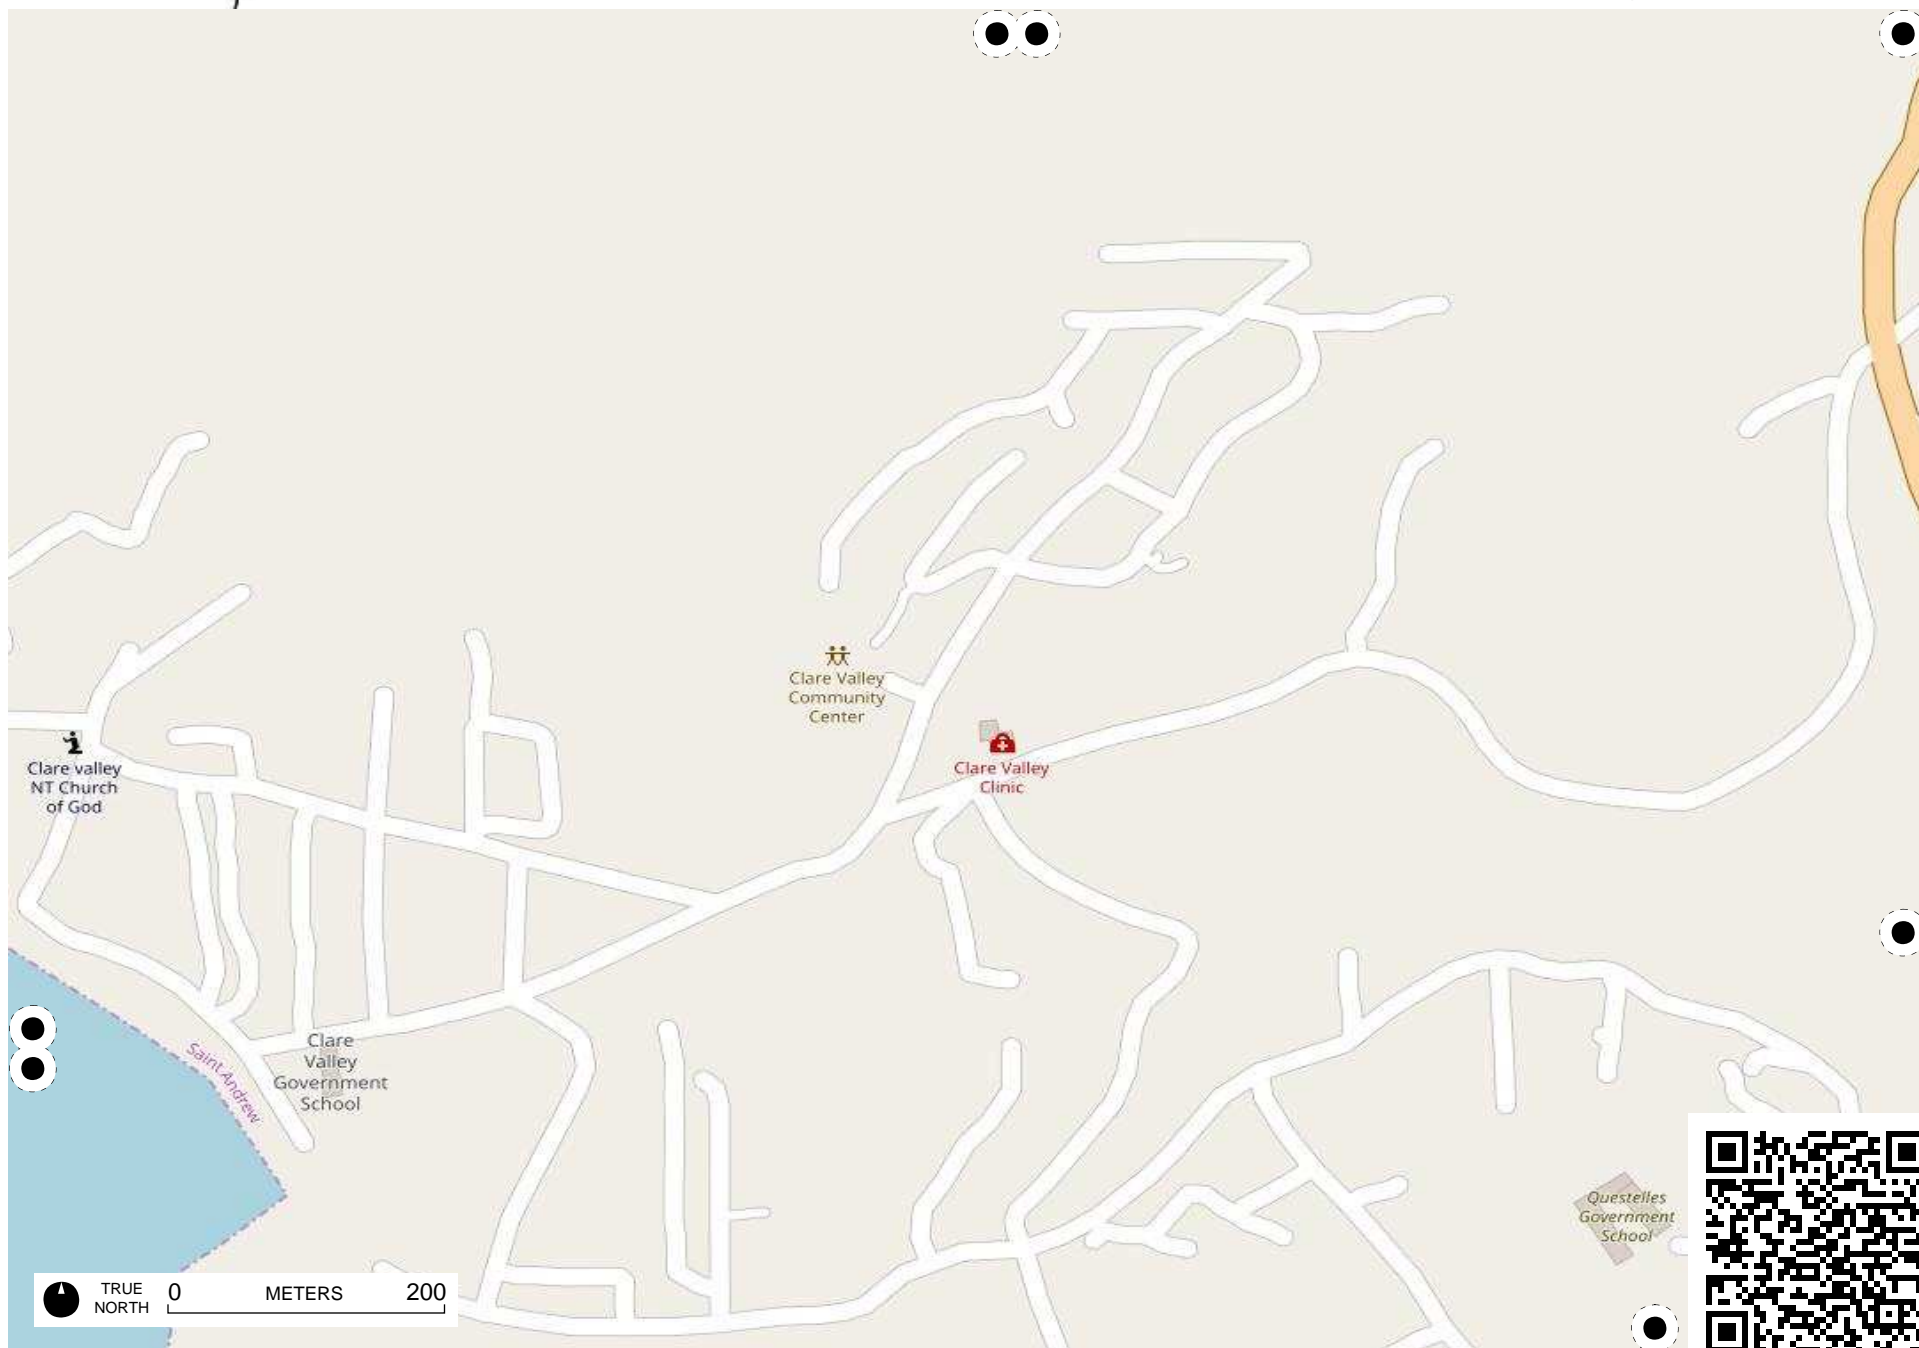 Clare Valley
Community
Center
Clare valley
NT Church
of God
Clare Valley
Clinic
Clare
Valley
Government
School
Saint Andrew
Questelles
Government
School
TRUE
NORTH
0 METERS 200